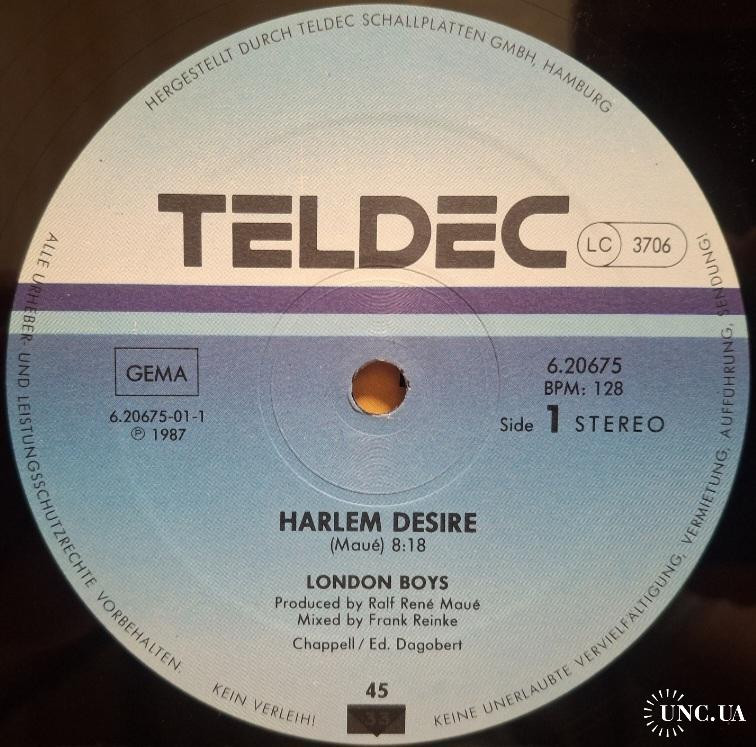 HERGESTELLT DURCH TELDEC SCHALLPLATTEN GMBH, HAMBURG
TELDEC
LC 3706
GEMA
6.20675-01-1
℗ 1987
6.20675
BPM: 128
Side 1 STEREO
HARLEM DESIRE
(Maué) 8:18
LONDON BOYS
Produced by Ralf René Maué
Mixed by Frank Reinke
Chappell / Ed. Dagobert
45
33
ALLE URHEBER- UND LEISTUNGSSCHUTZRECHTE VORBEHALTEN. KEIN VERLEIH! KEINE UNERLAUBTE VERVIELFÄLTIGUNG, VERMIETUNG, AUFFÜHRUNG, SENDUNG!
UNC.UA